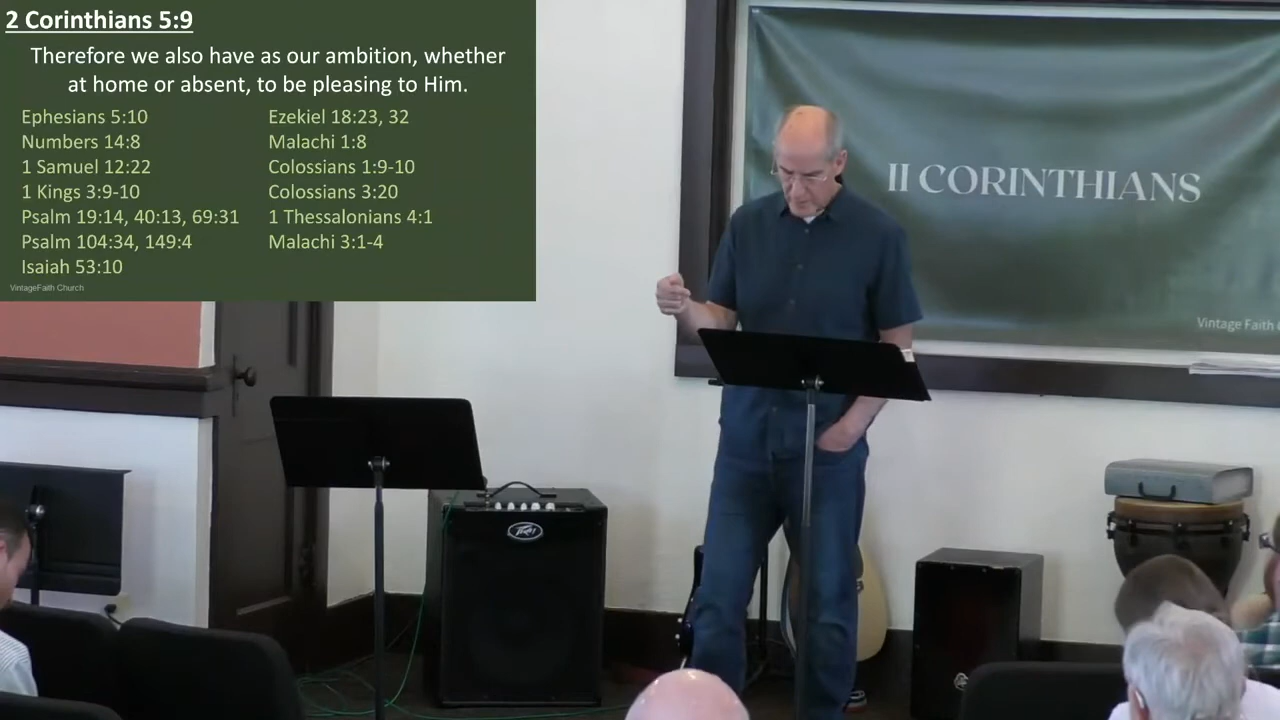 2 Corinthians 5:9
Therefore we also have as our ambition, whether
at home or absent, to be pleasing to Him.
Ephesians 5:10
Numbers 14:8
1 Samuel 12:22
1 Kings 3:9-10
Psalm 19:14, 40:13, 69:31
Psalm 104:34, 149:4
Isaiah 53:10
Ezekiel 18:23, 32
Malachi 1:8
Colossians 1:9-10
Colossians 3:20
1 Thessalonians 4:1
Malachi 3:1-4
VintageFaith Church
II CORINTHIANS
Vintage Faith
PEAVEY